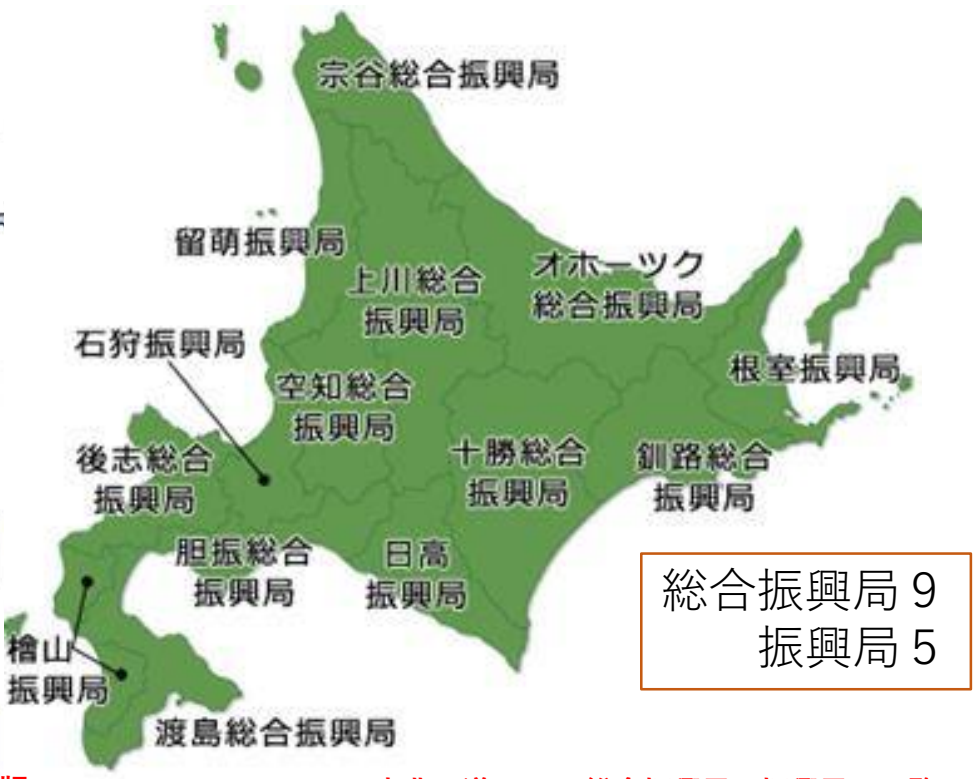 宗谷総合振興局
留萌振興局
上川総合
振興局
オホーツク
総合振興局
石狩振興局
空知総合
振興局
根室振興局
後志総合
振興局
十勝総合
振興局
釧路総合
振興局
胆振総合
振興局
日高
振興局
檜山
振興局
渡島総合振興局
総合振興局9
振興局5